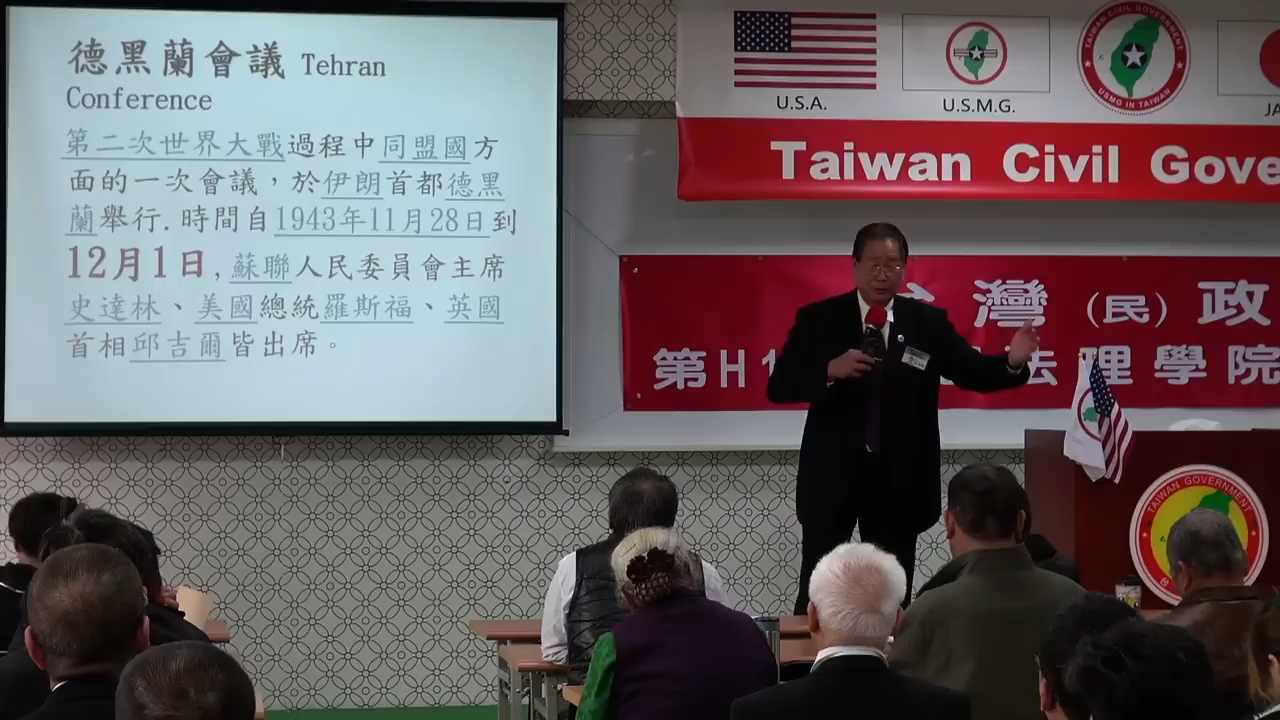 德黑蘭會議 Tehran
Conference
第二次世界大戰過程中同盟國方
面的一次會議，於伊朗首都德黑
蘭舉行.時間自1943年11月28日到
12月1日,蘇聯人民委員會主席
史達林、美國總統羅斯福、英國
首相邱吉爾皆出席。
U.S.A.
U.S.M.G.
TAIWAN CIVIL GOVERNMENT
USMG IN TAIWAN
JA
Taiwan Civil Gove
灣（民）政
第H1 法理學院
TAIWAN GOVERNMENT